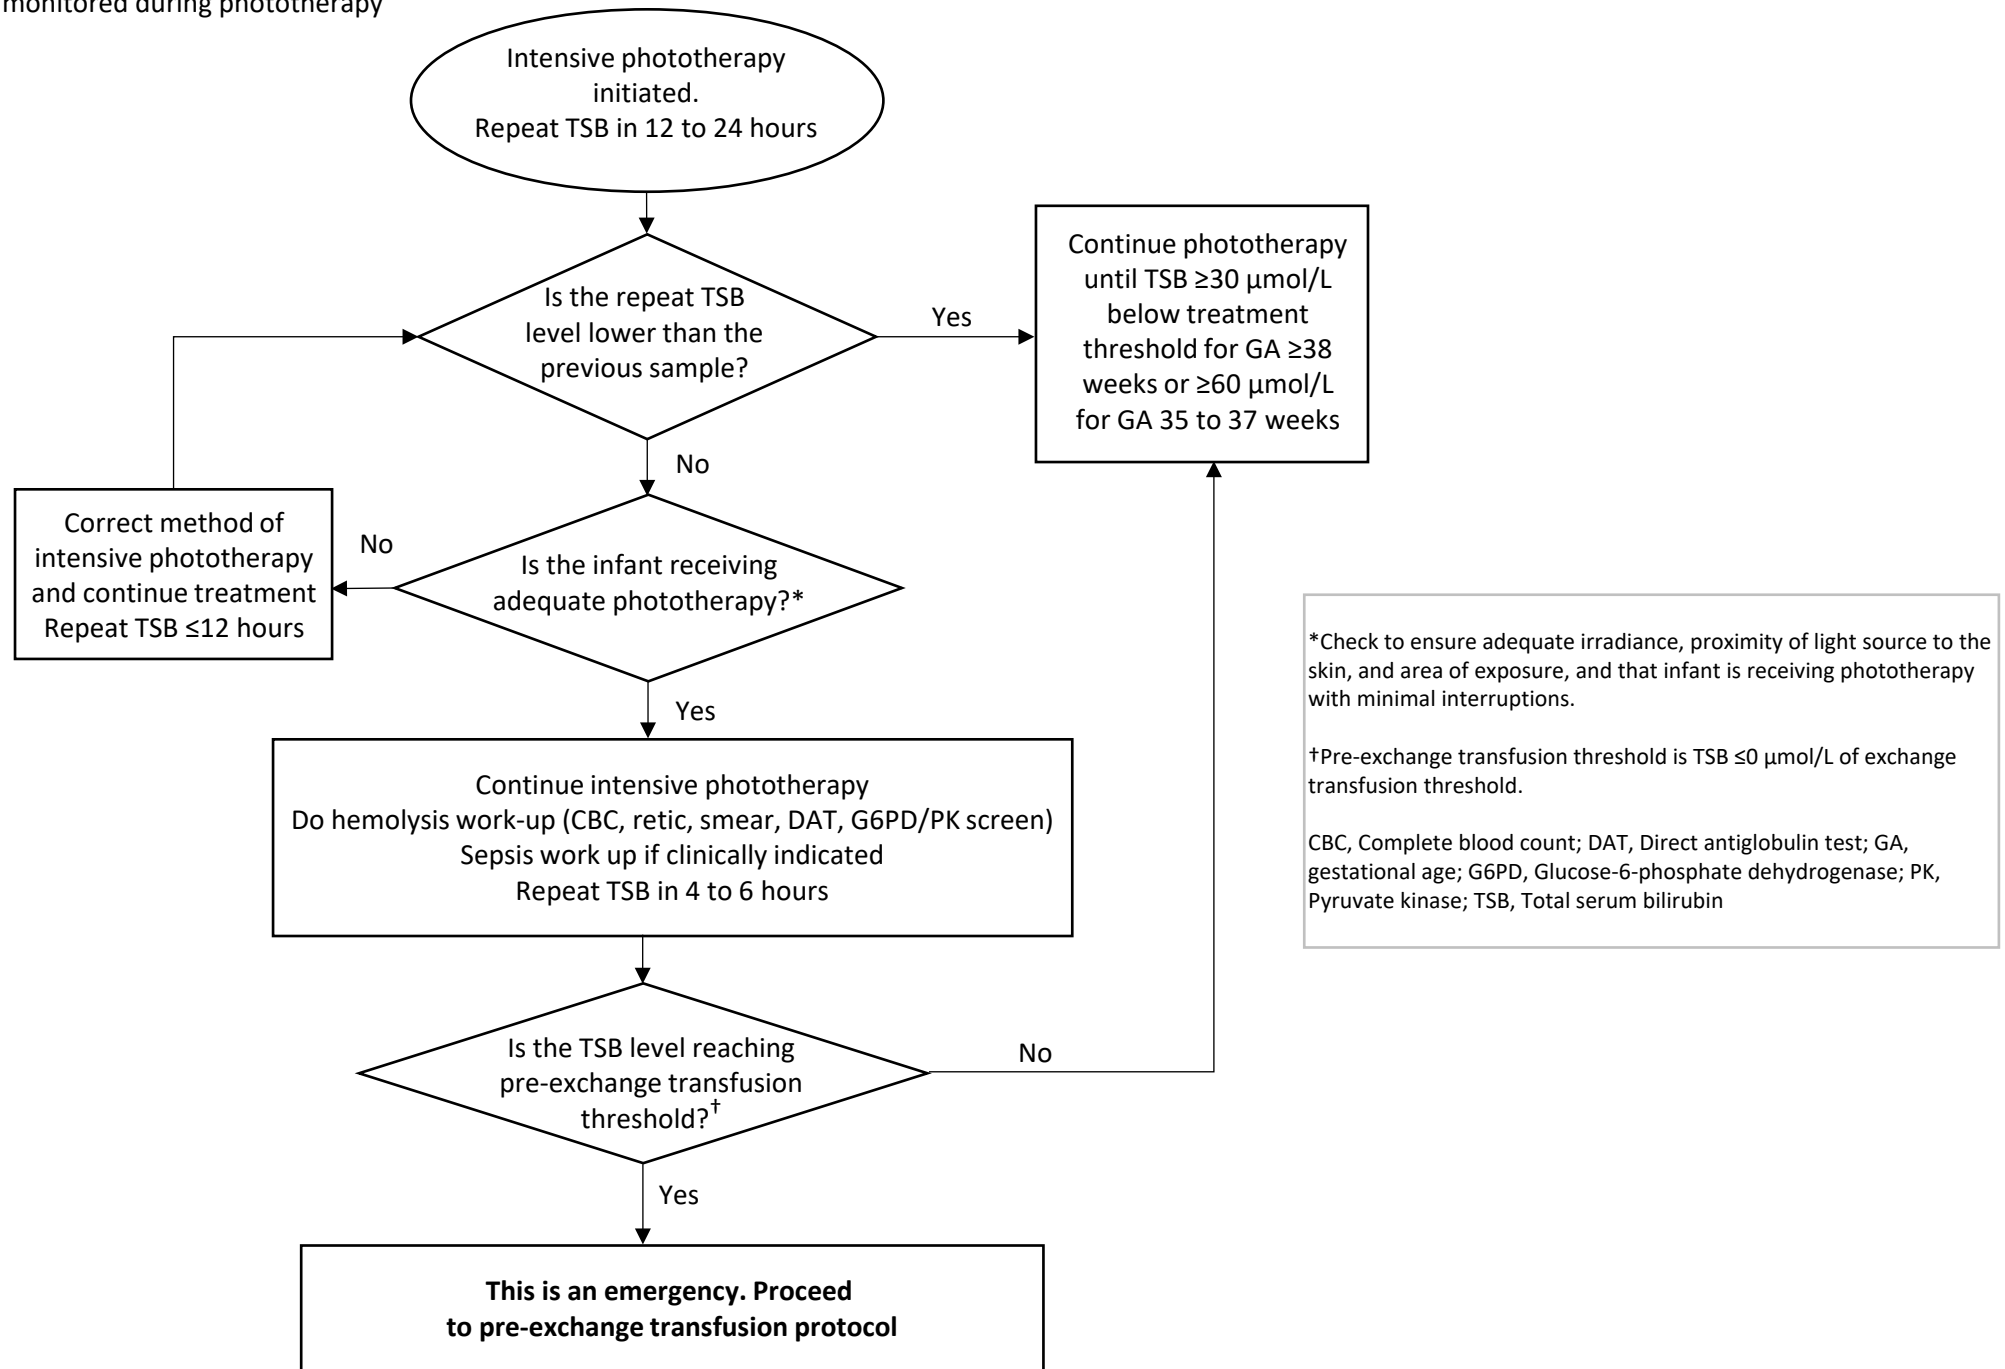 monitored during phototherapy
Intensive phototherapy
initiated.
Repeat TSB in 12 to 24 hours
Is the repeat TSB
level lower than the
previous sample?
Yes
Continue phototherapy
until TSB ≥30 µmol/L
below treatment
threshold for GA ≥38
weeks or ≥60 µmol/L
for GA 35 to 37 weeks
No
Correct method of
intensive phototherapy
and continue treatment
Repeat TSB ≤12 hours
No
Is the infant receiving
adequate phototherapy?*
Yes
Continue intensive phototherapy
Do hemolysis work-up (CBC, retic, smear, DAT, G6PD/PK screen)
Sepsis work up if clinically indicated
Repeat TSB in 4 to 6 hours
Is the TSB level reaching
pre-exchange transfusion
threshold?†
No
Yes
This is an emergency. Proceed
to pre-exchange transfusion protocol
*Check to ensure adequate irradiance, proximity of light source to the
skin, and area of exposure, and that infant is receiving phototherapy
with minimal interruptions.
†Pre-exchange transfusion threshold is TSB ≤0 µmol/L of exchange
transfusion threshold.
CBC, Complete blood count; DAT, Direct antiglobulin test; GA,
gestational age; G6PD, Glucose-6-phosphate dehydrogenase; PK,
Pyruvate kinase; TSB, Total serum bilirubin